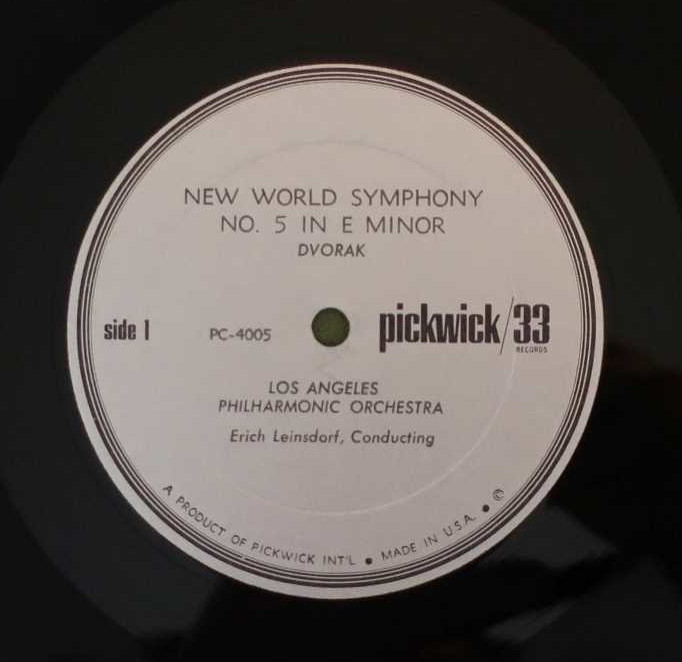 NEW WORLD SYMPHONY
NO. 5 IN E MINOR
DVORAK
side 1
PC-4005
pickwick/33
RECORDS
LOS ANGELES
PHILHARMONIC ORCHESTRA
Erich Leinsdorf, Conducting
A PRODUCT OF PICKWICK INT'L • MADE IN U.S.A. • ©